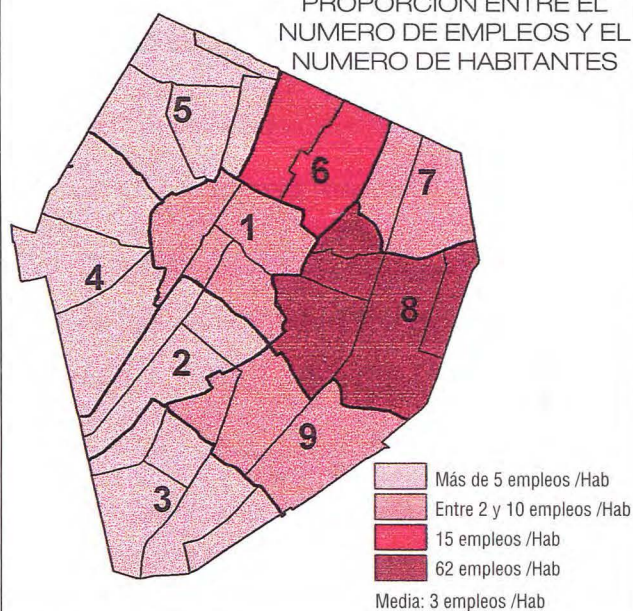 PROPORCION ENTRE EL
NUMERO DE EMPLEOS Y EL
NUMERO DE HABITANTES
5
6
7
1
4
8
2
9
3
Más de 5 empleos /Hab
Entre 2 y 10 empleos /Hab
15 empleos /Hab
62 empleos /Hab
Media: 3 empleos /Hab